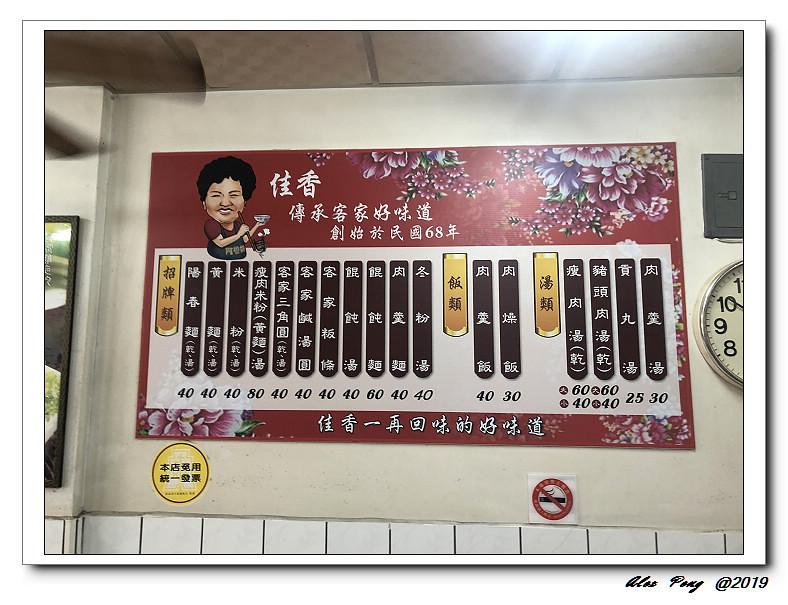 佳香
傳承客家好味道
創始於民國68年
招牌類
陽春麵(乾、湯) 40
黃麵(乾、湯) 40
米粉(乾、湯) 40
瘦肉米粉(黃麵)湯 80
客家三角圓(乾、湯) 40
客家鹹湯圓 40
客家粄條 40
餛飩湯 40
餛飩麵 60
肉羹麵 40
冬粉湯 40
飯類
肉羹飯 40
肉燥飯 30
湯類
瘦肉湯(乾) 大60 小40
豬頭肉湯(乾) 大60 小40
貢丸湯 25
肉羹湯 30
佳香一再回味的好味道
本店免用
統一發票
10
9
8
Alex Peng @2019